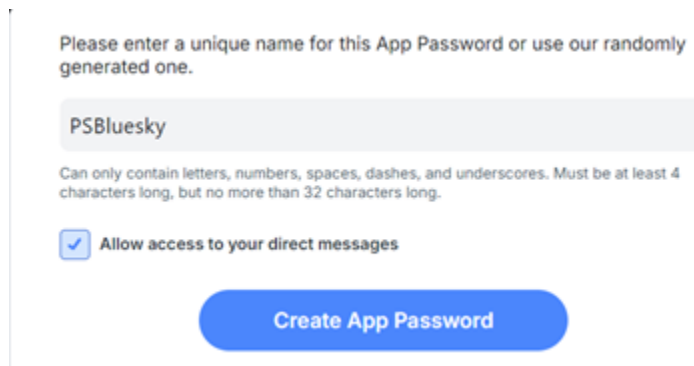 Please enter a unique name for this App Password or use our randomly
generated one.
PSBluesky
Can only contain letters, numbers, spaces, dashes, and underscores. Must be at least 4
characters long, but no more than 32 characters long.
Allow access to your direct messages
Create App Password